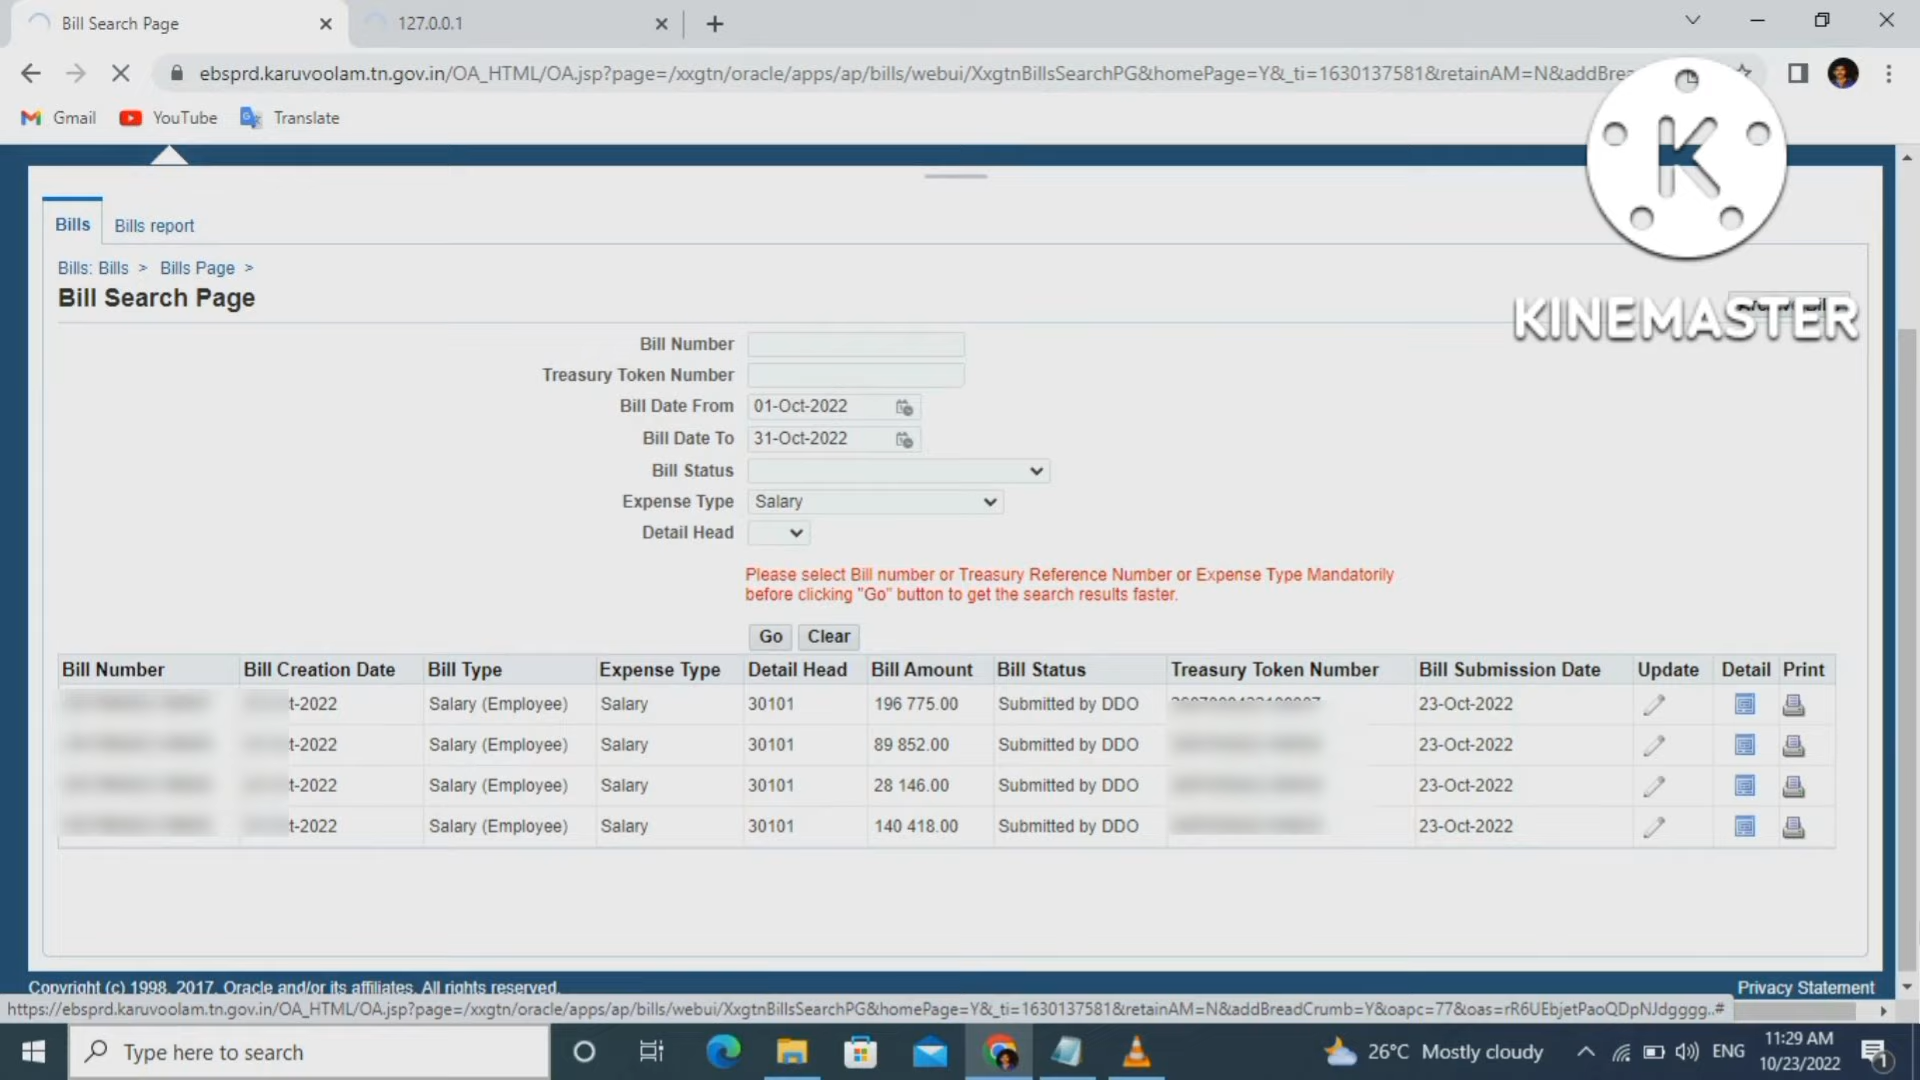 Bill Search Page
127.0.0.1
ebsprd.karuvoolam.tn.gov.in/OA_HTML/OA.jsp?page=/xxgtn/oracle/apps/ap/bills/webui/XxgtnBillsSearchPG&homePage=Y&_ti=1630137581&retainAM=N&addBrea
Gmail YouTube Translate
K
KINEMASTER
Bills Bills report
Bills: Bills > Bills Page >
Bill Search Page
Bill Number
Treasury Token Number
Bill Date From 01-Oct-2022
Bill Date To 31-Oct-2022
Bill Status
Expense Type Salary
Detail Head
Please select Bill number or Treasury Reference Number or Expense Type Mandatorily
before clicking "Go" button to get the search results faster.
Go Clear
Bill Number Bill Creation Date Bill Type Expense Type Detail Head Bill Amount Bill Status Treasury Token Number Bill Submission Date Update Detail Print
t-2022 Salary (Employee) Salary 30101 196 775.00 Submitted by DDO 23-Oct-2022
t-2022 Salary (Employee) Salary 30101 89 852.00 Submitted by DDO 23-Oct-2022
t-2022 Salary (Employee) Salary 30101 28 146.00 Submitted by DDO 23-Oct-2022
t-2022 Salary (Employee) Salary 30101 140 418.00 Submitted by DDO 23-Oct-2022
Copyright (c) 1998, 2017, Oracle and/or its affiliates. All rights reserved.
Privacy Statement
https://ebsprd.karuvoolam.tn.gov.in/OA_HTML/OA.jsp?page=/xxgtn/oracle/apps/ap/bills/webui/XxgtnBillsSearchPG&homePage=Y&_ti=1630137581&retainAM=N&addBreadCrumb=Y&oapc=77&oas=rR6UEbjetPaoQDpNJdgggg..#
Type here to search
26°C Mostly cloudy
ENG
11:29 AM
10/23/2022
1